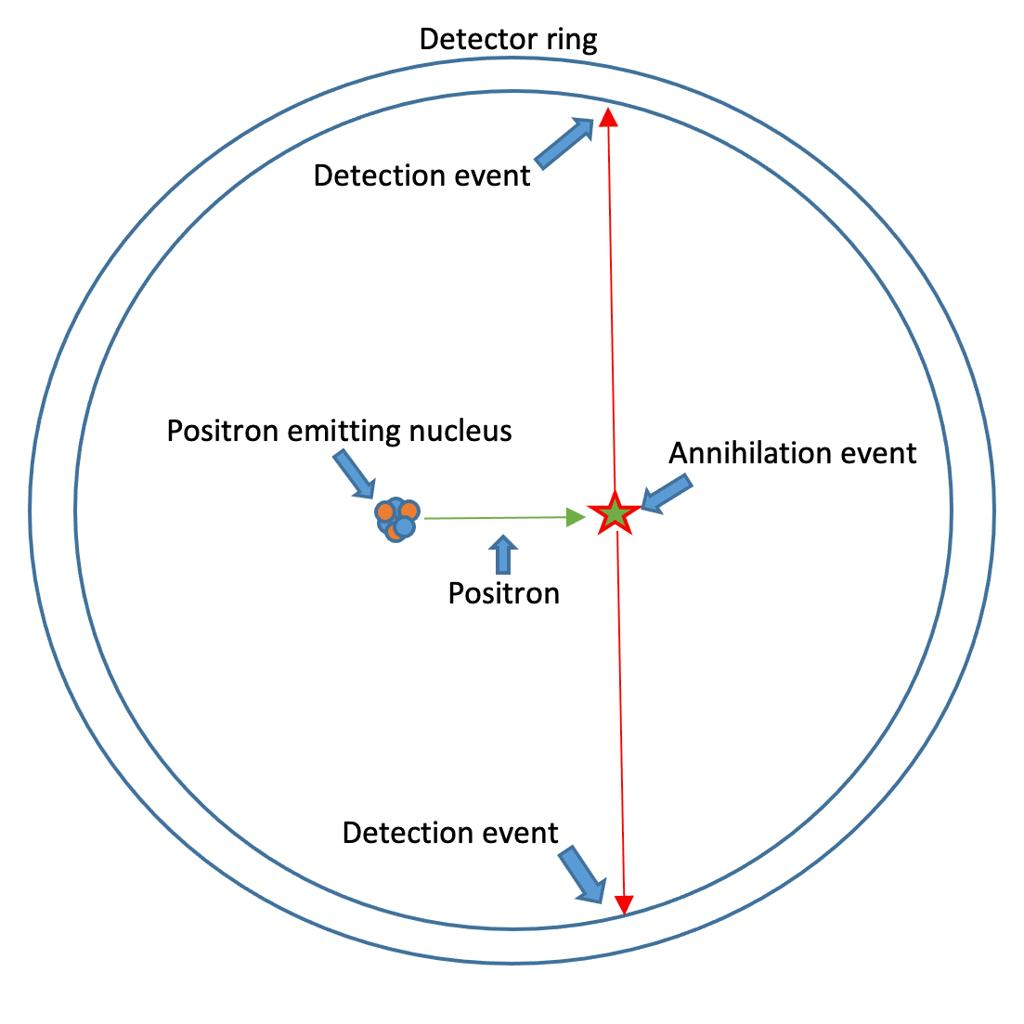 Detector ring
Detection event
Positron emitting nucleus
Annihilation event
Positron
Detection event